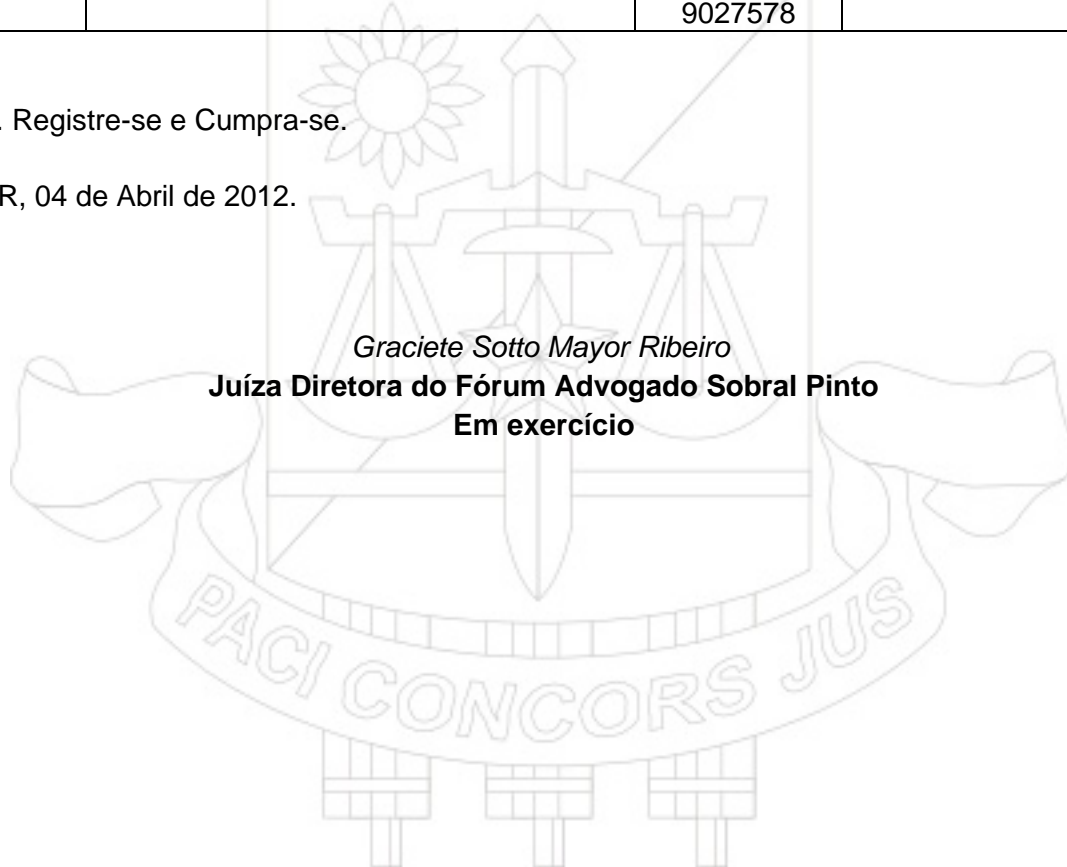 9027578
. Registre-se e Cumpra-se.
R, 04 de Abril de 2012.
Graciete Sotto Mayor Ribeiro
Juíza Diretora do Fórum Advogado Sobral Pinto
Em exercício
PACI CONCORS JUS